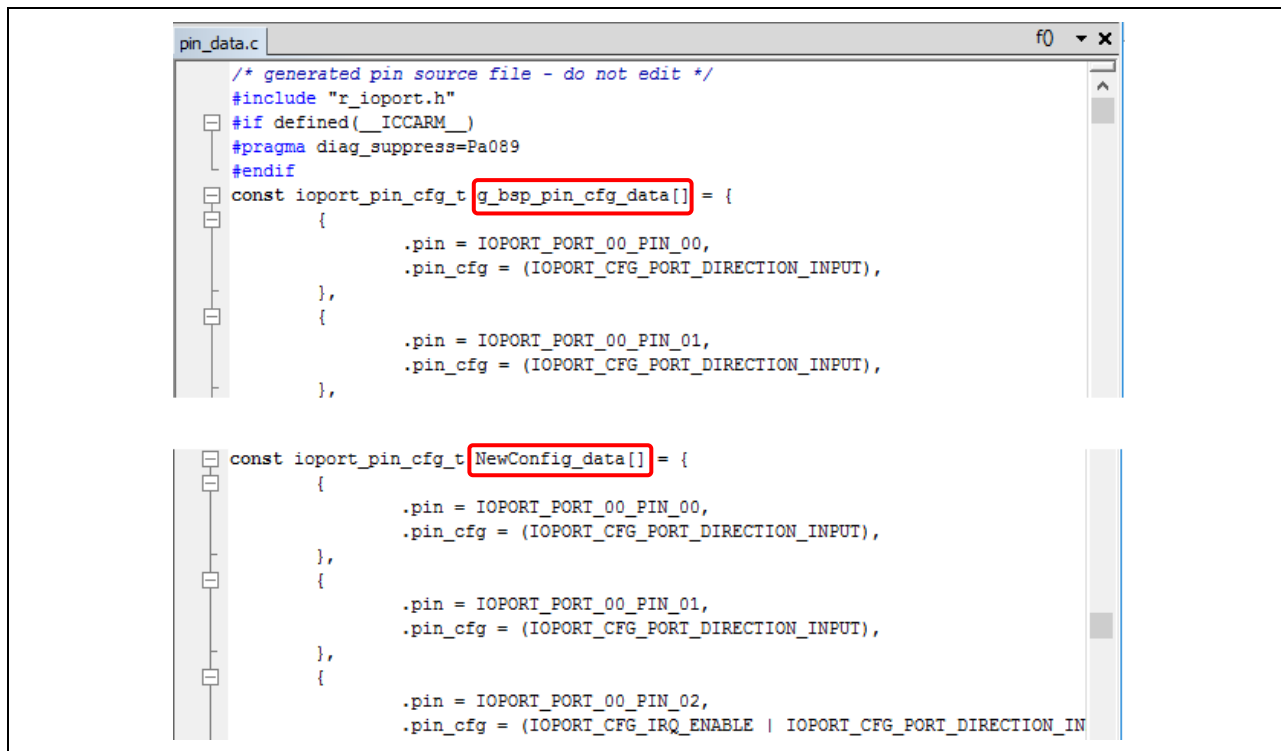 pin_data.c f()
/* generated pin source file - do not edit */
#include "r_ioport.h"
#if defined(__ICCARM__)
#pragma diag_suppress=Pa089
#endif
const ioport_pin_cfg_t g_bsp_pin_cfg_data[] = {
{
.pin = IOPORT_PORT_00_PIN_00,
.pin_cfg = (IOPORT_CFG_PORT_DIRECTION_INPUT),
},
{
.pin = IOPORT_PORT_00_PIN_01,
.pin_cfg = (IOPORT_CFG_PORT_DIRECTION_INPUT),
},
const ioport_pin_cfg_t NewConfig_data[] = {
{
.pin = IOPORT_PORT_00_PIN_00,
.pin_cfg = (IOPORT_CFG_PORT_DIRECTION_INPUT),
},
{
.pin = IOPORT_PORT_00_PIN_01,
.pin_cfg = (IOPORT_CFG_PORT_DIRECTION_INPUT),
},
{
.pin = IOPORT_PORT_00_PIN_02,
.pin_cfg = (IOPORT_CFG_IRQ_ENABLE | IOPORT_CFG_PORT_DIRECTION_IN